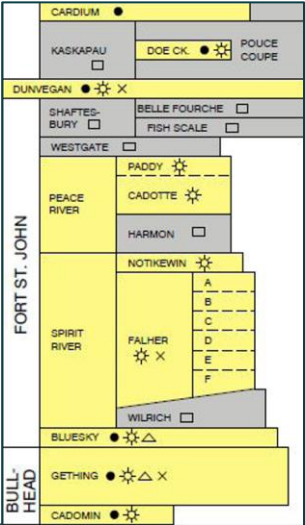 CARDIUM
KASKAPAU
DOE CK.
POUCE
COUPE
DUNVEGAN
SHAFTES-
BURY
BELLE FOURCHE
FISH SCALE
WESTGATE
FORT ST. JOHN
PEACE
RIVER
PADDY
CADOTTE
HARMON
SPIRIT
RIVER
NOTIKEWIN
FALHER
A
B
C
D
E
F
WILRICH
BLUESKY
BULL-
HEAD
GETHING
CADOMIN